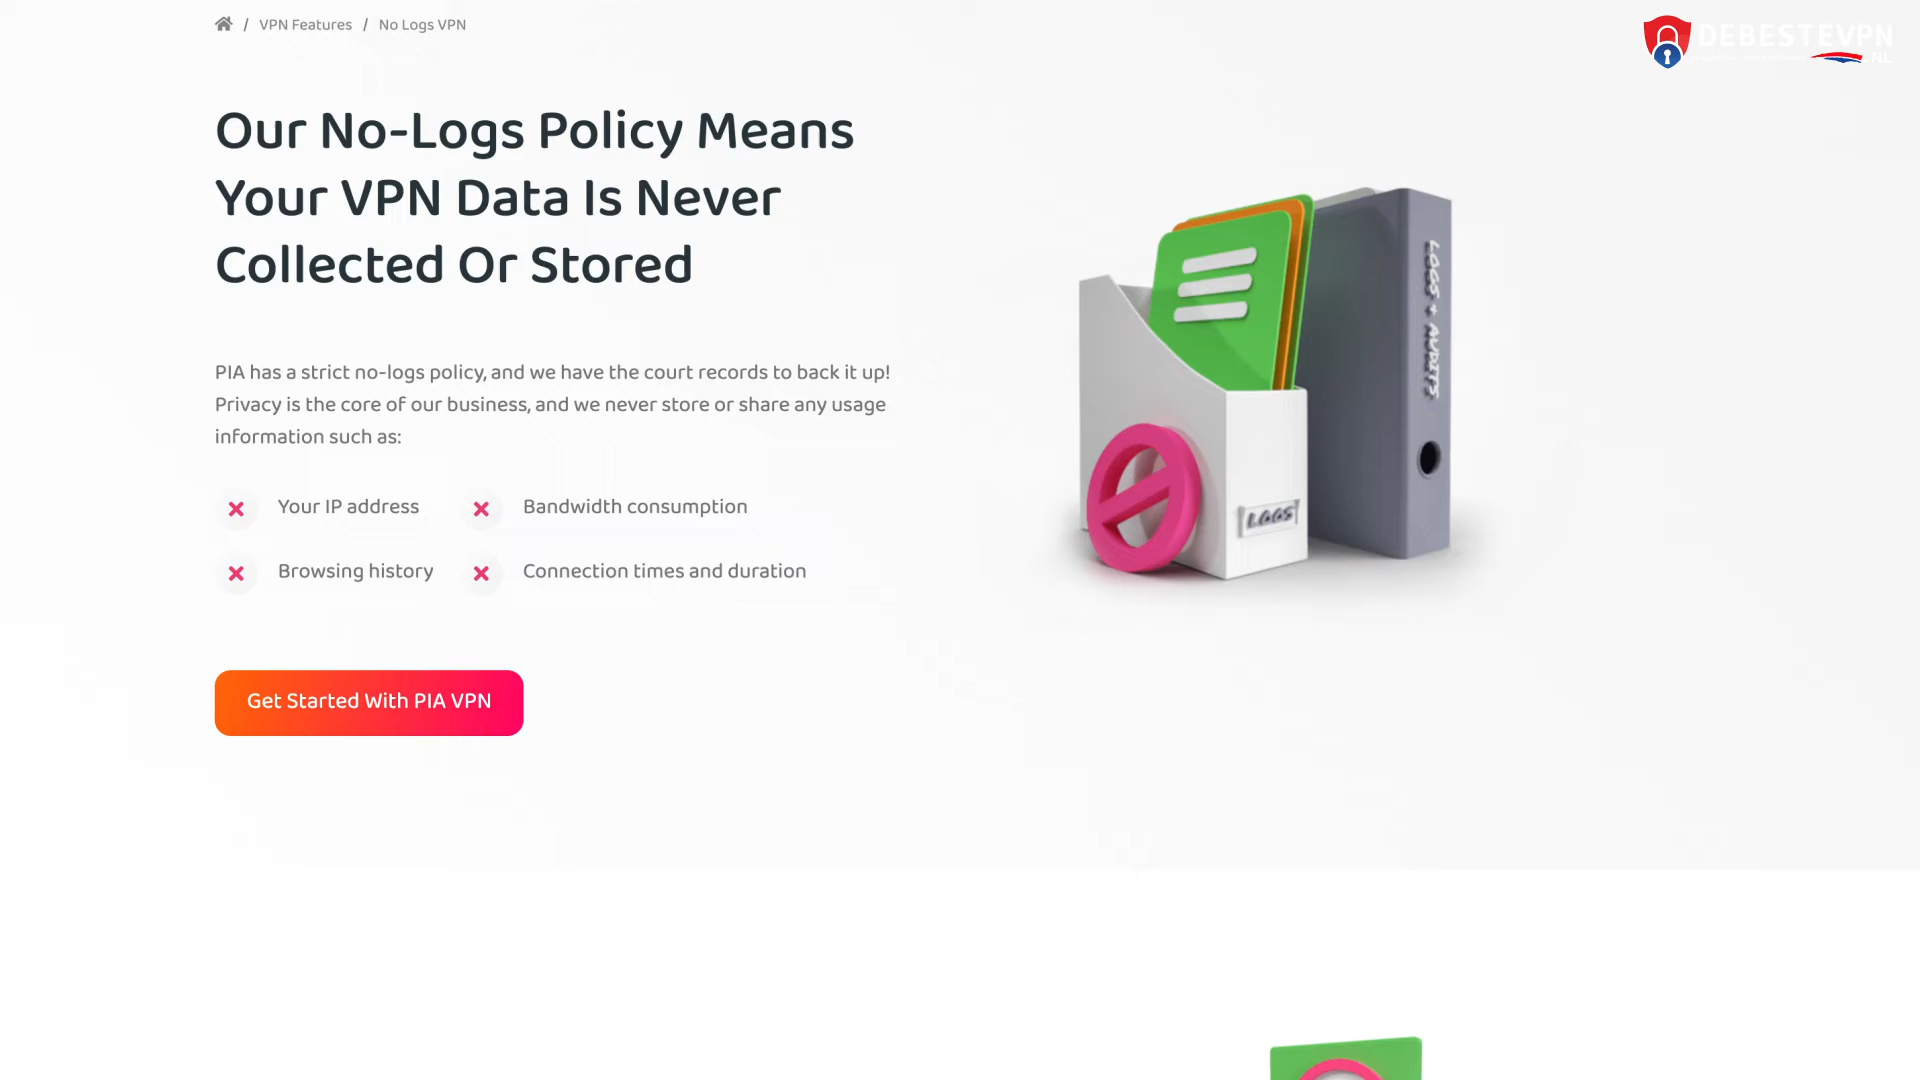 / VPN Features / No Logs VPN
DEBESTEVPN
NL
Our No-Logs Policy Means
Your VPN Data Is Never
Collected Or Stored
PIA has a strict no-logs policy, and we have the court records to back it up!
Privacy is the core of our business, and we never store or share any usage
information such as:
Your IP address
Bandwidth consumption
Browsing history
Connection times and duration
Get Started With PIA VPN
LOGS
LOGS + AUDITS